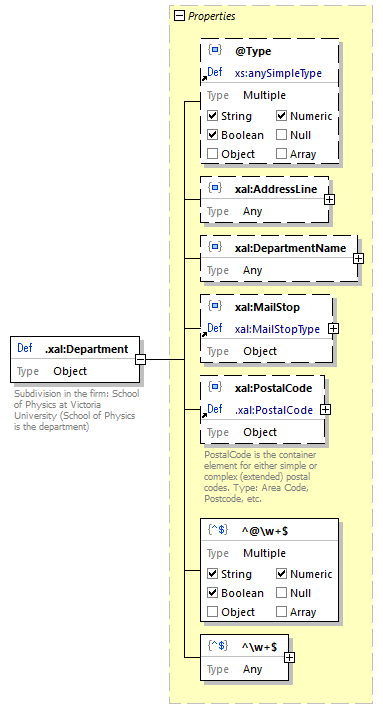 Properties
@Type
Def xs:anySimpleType
Type Multiple
String Numeric
Boolean Null
Object Array
xal:AddressLine
Type Any
xal:DepartmentName
Type Any
xal:MailStop
Def xal:MailStopType
Type Object
Def .xal:Department
Type Object
Subdivision in the firm: School
of Physics at Victoria
University (School of Physics
is the department)
xal:PostalCode
Def .xal:PostalCode
Type Object
PostalCode is the container
element for either simple or
complex (extended) postal
codes. Type: Area Code,
Postcode, etc.
{^$} ^@\w+$
Type Multiple
String Numeric
Boolean Null
Object Array
{^$} ^\w+$
Type Any